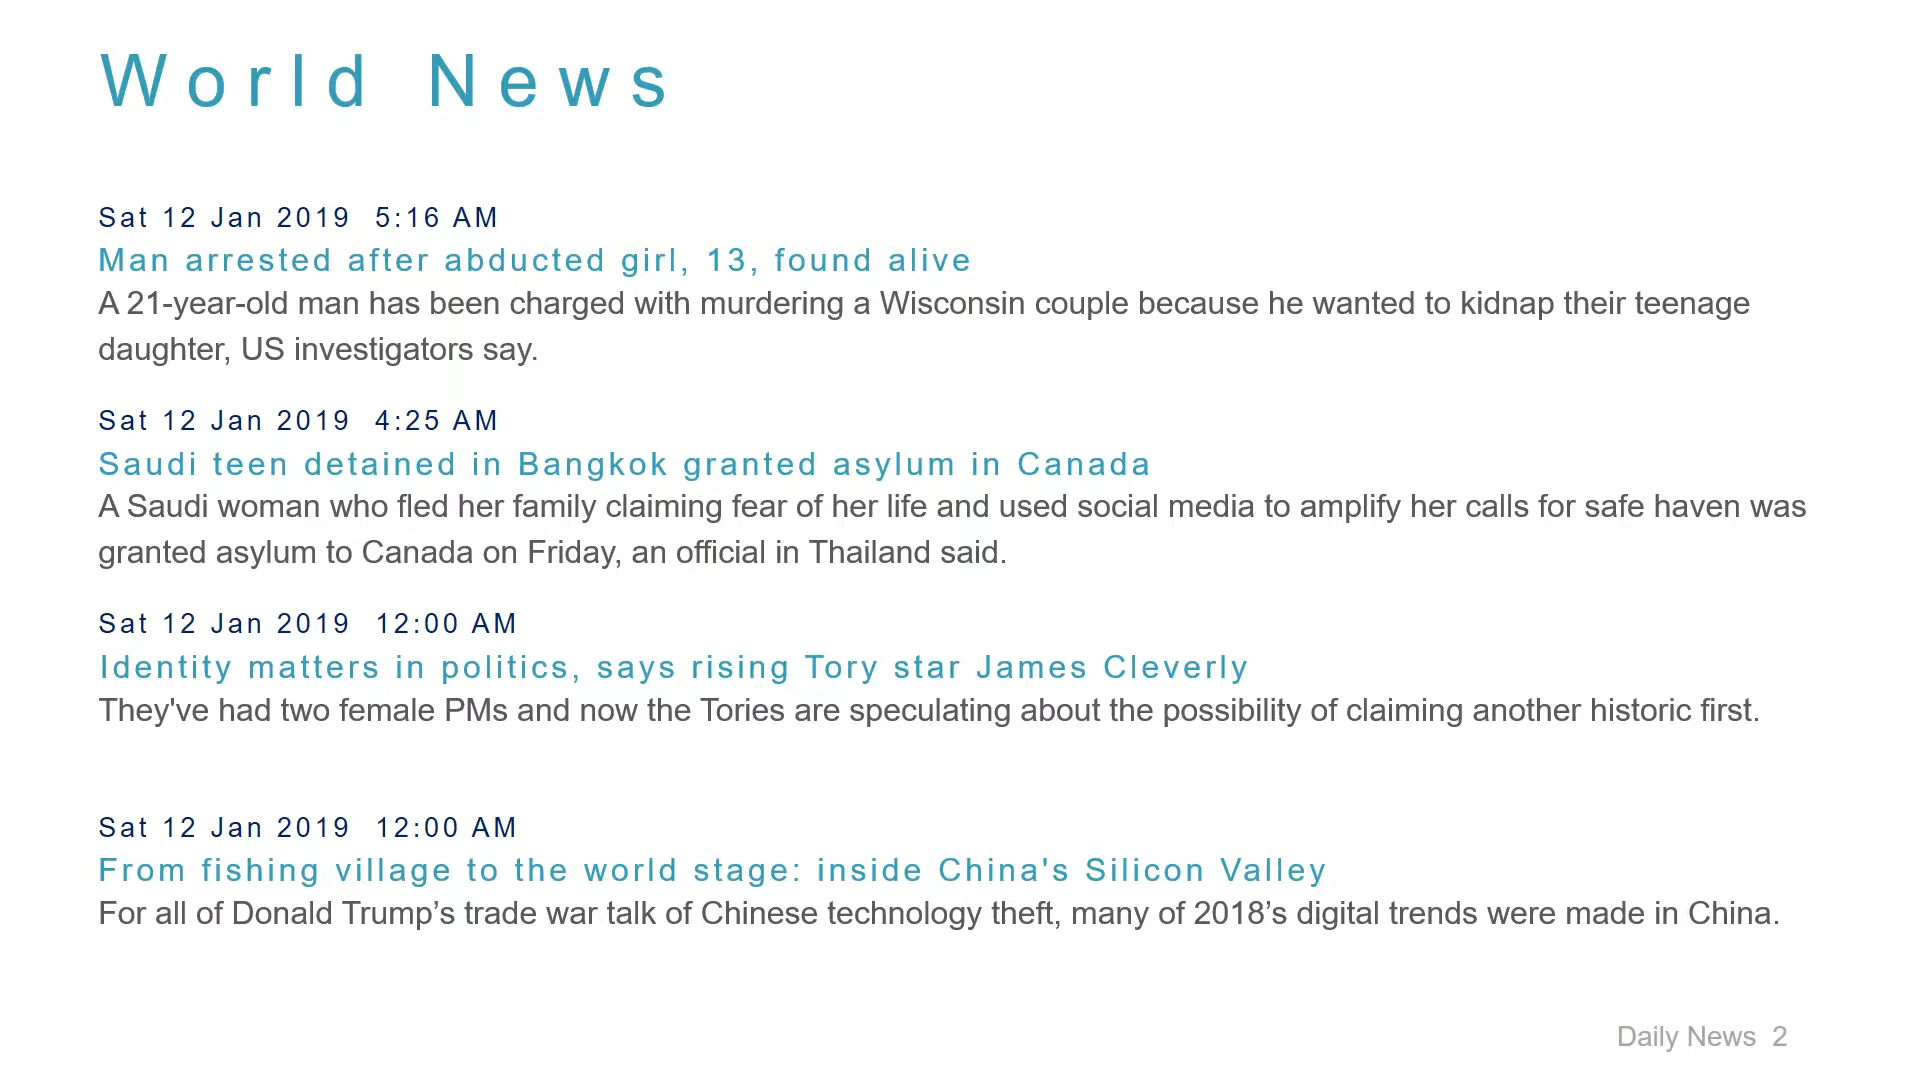 World News
Sat 12 Jan 2019  5:16 AM
Man arrested after abducted girl, 13, found alive
A 21-year-old man has been charged with murdering a Wisconsin couple because he wanted to kidnap their teenage
daughter, US investigators say.
Sat 12 Jan 2019  4:25 AM
Saudi teen detained in Bangkok granted asylum in Canada
A Saudi woman who fled her family claiming fear of her life and used social media to amplify her calls for safe haven was
granted asylum to Canada on Friday, an official in Thailand said.
Sat 12 Jan 2019  12:00 AM
Identity matters in politics, says rising Tory star James Cleverly
They've had two female PMs and now the Tories are speculating about the possibility of claiming another historic first.
Sat 12 Jan 2019  12:00 AM
From fishing village to the world stage: inside China's Silicon Valley
For all of Donald Trump’s trade war talk of Chinese technology theft, many of 2018’s digital trends were made in China.
Daily News  2